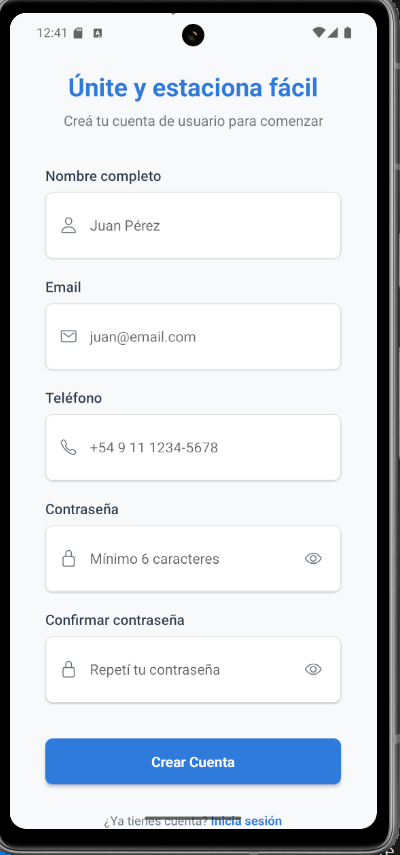 12:41
Únite y estaciona fácil
Creá tu cuenta de usuario para comenzar
Nombre completo
Juan Pérez
Email
juan@email.com
Teléfono
+54 9 11 1234-5678
Contraseña
Mínimo 6 caracteres
Confirmar contraseña
Repetí tu contraseña
Crear Cuenta
¿Ya tienes cuenta? Inicia sesión